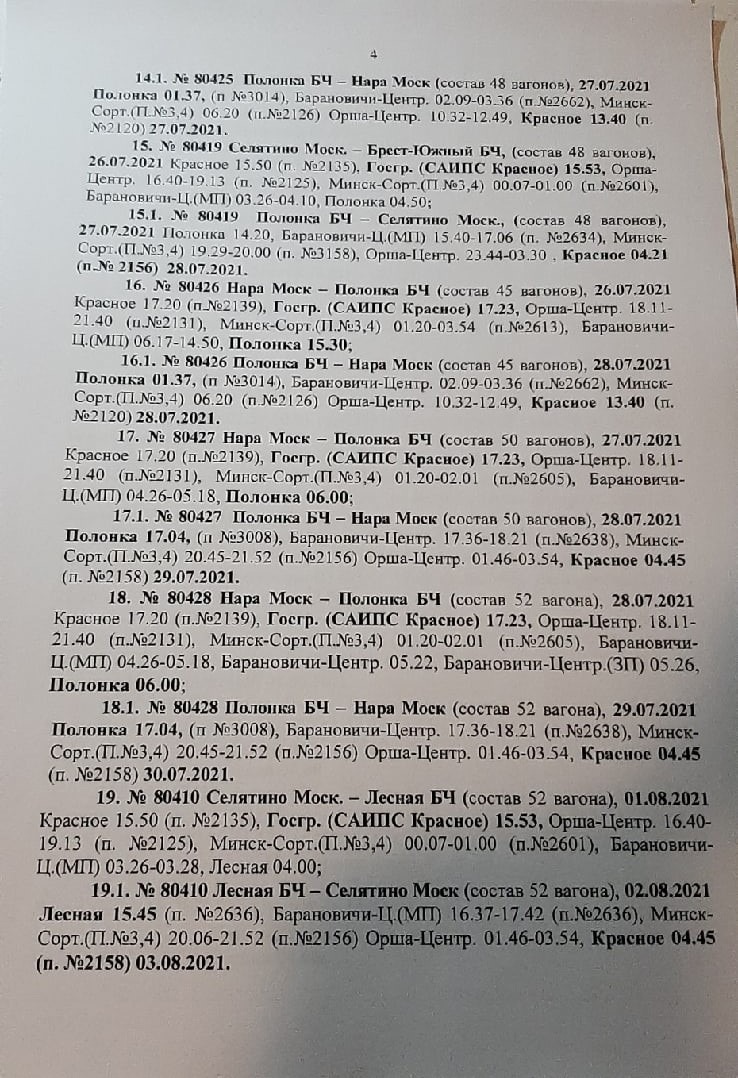 4
14.1. № 80425 Полонка БЧ – Нара Моск (состав 48 вагонов), 27.07.2021
Полонка 01.37, (п №3014), Барановичи-Центр. 02.09-03.36 (п.№2662), Минск-
Сорт.(П.№3,4) 06.20 (п.№2126) Орша-Центр. 10.32-12.49, Красное 13.40 (п.
№2120) 27.07.2021.
15. № 80419 Селятино Моск. – Брест-Южный БЧ, (состав 48 вагонов),
26.07.2021 Красное 15.50 (п. №2135), Госгр. (САИПС Красное) 15.53, Орша-
Центр. 16.40-19.13 (п. №2125), Минск-Сорт.(П.№3,4) 00.07-01.00 (п.№2601),
Барановичи-Ц.(МП) 03.26-04.10, Полонка 04.50;
15.1. № 80419 Полонка БЧ – Селятино Моск., (состав 48 вагонов),
27.07.2021 Полонка 14.20, Барановичи-Ц.(МП) 15.40-17.06 (п. №2634), Минск-
Сорт.(П.№3,4) 19.29-20.00 (п. №3158), Орша-Центр. 23.44-03.30 , Красное 04.21
(п.№ 2156) 28.07.2021.
16. № 80426 Нара Моск – Полонка БЧ (состав 45 вагонов), 26.07.2021
Красное 17.20 (п.№2139), Госгр. (САИПС Красное) 17.23, Орша-Центр. 18.11-
21.40 (п.№2131), Минск-Сорт.(П.№3,4) 01.20-03.54 (п.№2613), Барановичи-
Ц.(МП) 06.17-14.50, Полонка 15.30;
16.1. № 80426 Полонка БЧ – Нара Моск (состав 45 вагонов), 28.07.2021
Полонка 01.37, (п №3014), Барановичи-Центр. 02.09-03.36 (п.№2662), Минск-
Сорт.(П.№3,4) 06.20 (п.№2126) Орша-Центр. 10.32-12.49, Красное 13.40 (п.
№2120) 28.07.2021.
17. № 80427 Нара Моск – Полонка БЧ (состав 50 вагонов), 27.07.2021
Красное 17.20 (п.№2139), Госгр. (САИПС Красное) 17.23, Орша-Центр. 18.11-
21.40 (п.№2131), Минск-Сорт.(П.№3,4) 01.20-02.01 (п.№2605), Барановичи-
Ц.(МП) 04.26-05.18, Полонка 06.00;
17.1. № 80427 Полонка БЧ – Нара Моск (состав 50 вагонов), 28.07.2021
Полонка 17.04, (п №3008), Барановичи-Центр. 17.36-18.21 (п.№2638), Минск-
Сорт.(П.№3,4) 20.45-21.52 (п.№2156) Орша-Центр. 01.46-03.54, Красное 04.45
(п. №2158) 29.07.2021.
18. № 80428 Нара Моск – Полонка БЧ (состав 52 вагона), 28.07.2021
Красное 17.20 (п.№2139), Госгр. (САИПС Красное) 17.23, Орша-Центр. 18.11-
21.40 (п.№2131), Минск-Сорт.(П.№3,4) 01.20-02.01 (п.№2605), Барановичи-
Ц.(МП) 04.26-05.18, Барановичи-Центр. 05.22, Барановичи-Центр.(ЗП) 05.26,
Полонка 06.00;
18.1. № 80428 Полонка БЧ – Нара Моск (состав 52 вагона), 29.07.2021
Полонка 17.04, (п №3008), Барановичи-Центр. 17.36-18.21 (п.№2638), Минск-
Сорт.(П.№3,4) 20.45-21.52 (п.№2156) Орша-Центр. 01.46-03.54, Красное 04.45
(п. №2158) 30.07.2021.
19. № 80410 Селятино Моск. – Лесная БЧ (состав 52 вагона), 01.08.2021
Красное 15.50 (п. №2135), Госгр. (САИПС Красное) 15.53, Орша-Центр. 16.40-
19.13 (п. №2125), Минск-Сорт.(П.№3,4) 00.07-01.00 (п.№2601), Баранович​и-
Ц.(МП) 03.26-03.28, Лесная 04.00;
19.1. № 80410 Лесная БЧ – Селятино Моск (состав 52 вагона), 02.08.2021
Лесная 15.45 (п. №2636), Барановичи-Ц.(МП) 16.37-17.42 (п.№2636), Минск-
Сорт.(П.№3,4) 20.06-21.52 (п.№2156) Орша-Центр. 01.46-03.54, Красное 04.45
(п. №2158) 03.08.2021.